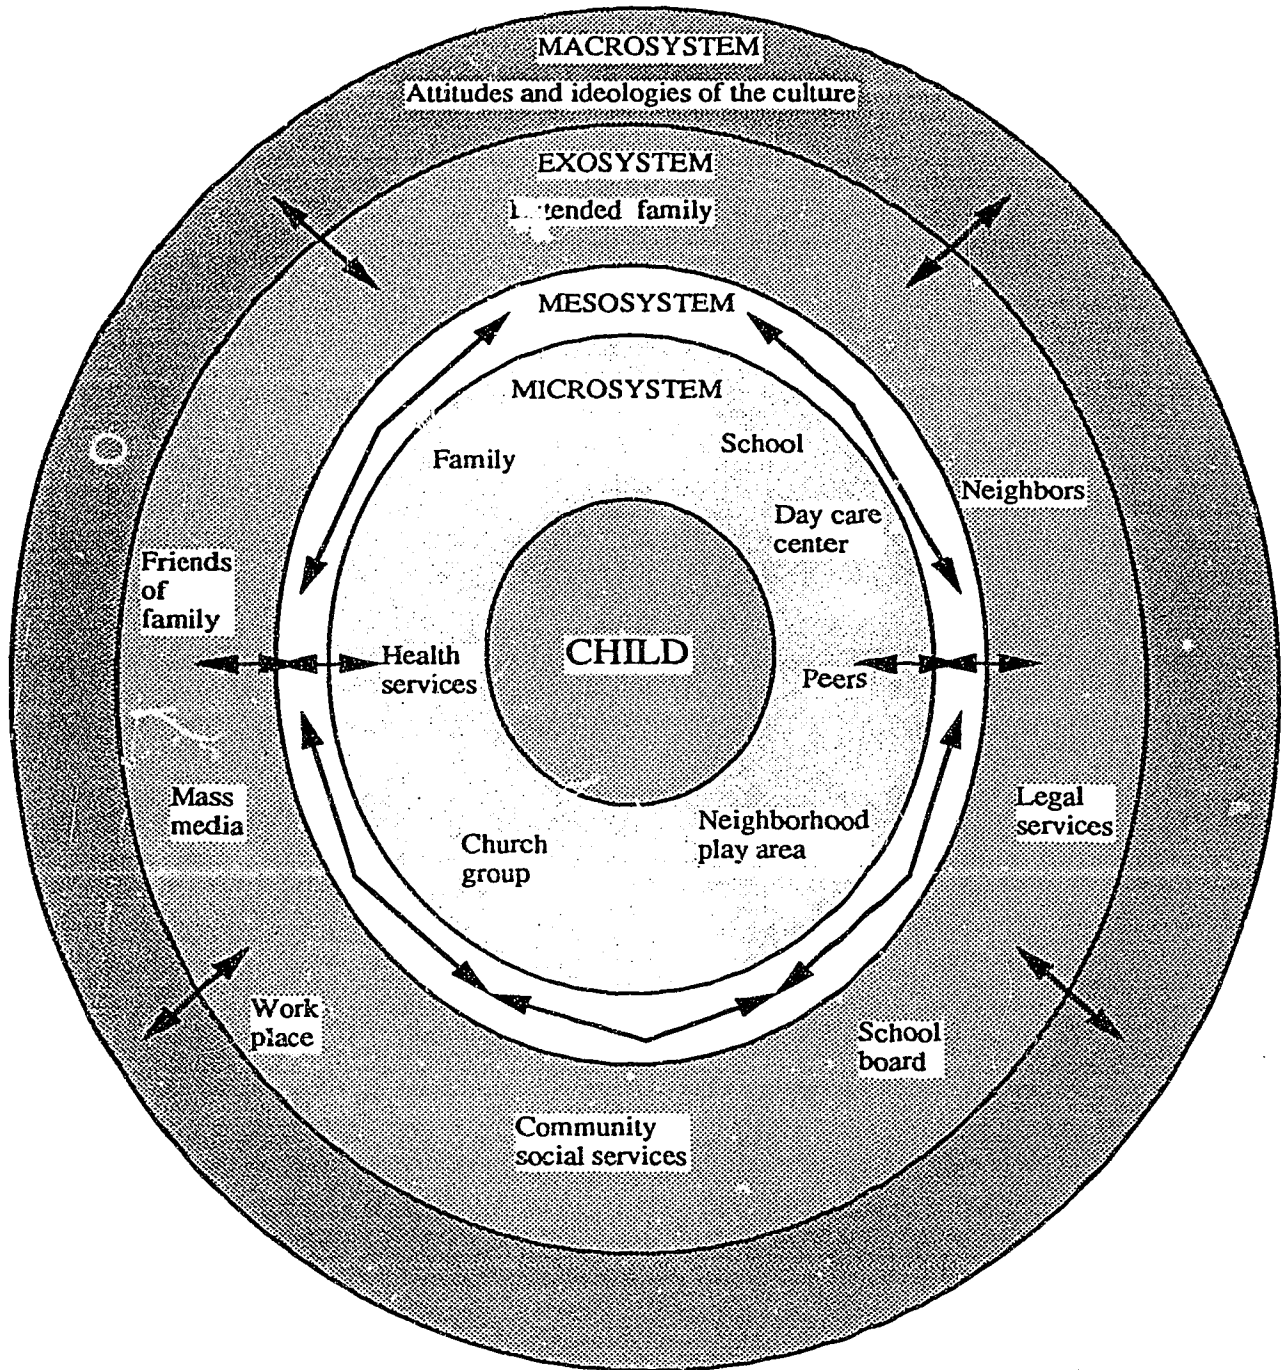 MACROSYSTEM
Attitudes and ideologies of the culture
EXOSYSTEM
family
MESOSYSTEM
MICROSYSTEM
Family
School
Day care
center
Neighbors
Friends
of
family
Health
services
CHILD
Peers
Mass
media
Church
group
Neighborhood
play area
Legal
services
Work
place
School
board
Community
social services